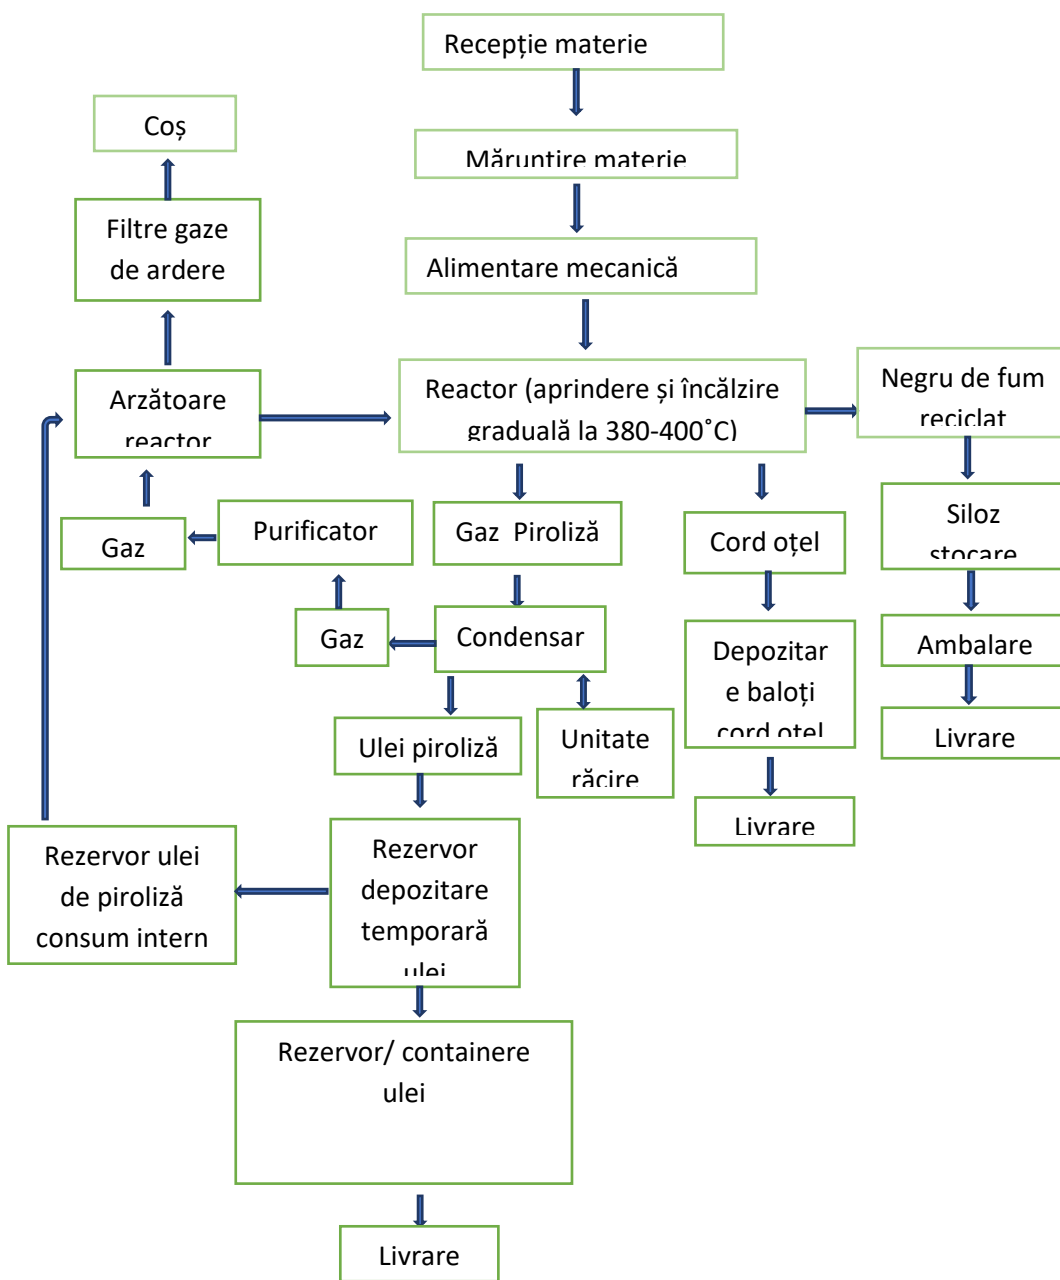 Recepție materie
Coș
Mărunțire materie
Filtre gaze
de ardere
Alimentare mecanică
Arzătoare
reactor
Reactor (aprindere și încălzire
graduală la 380-400˚C)
Negru de fum
reciclat
Gaz
Purificator
Gaz Piroliză
Cord oțel
Siloz
stocare
Gaz
Condensar
Depozitar
e baloți
cord oțel
Ambalare
Ulei piroliză
Unitate
răcire
Livrare
Livrare
Rezervor ulei
de piroliză
consum intern
Rezervor
depozitare
temporară
ulei
Rezervor/ containere
ulei
Livrare